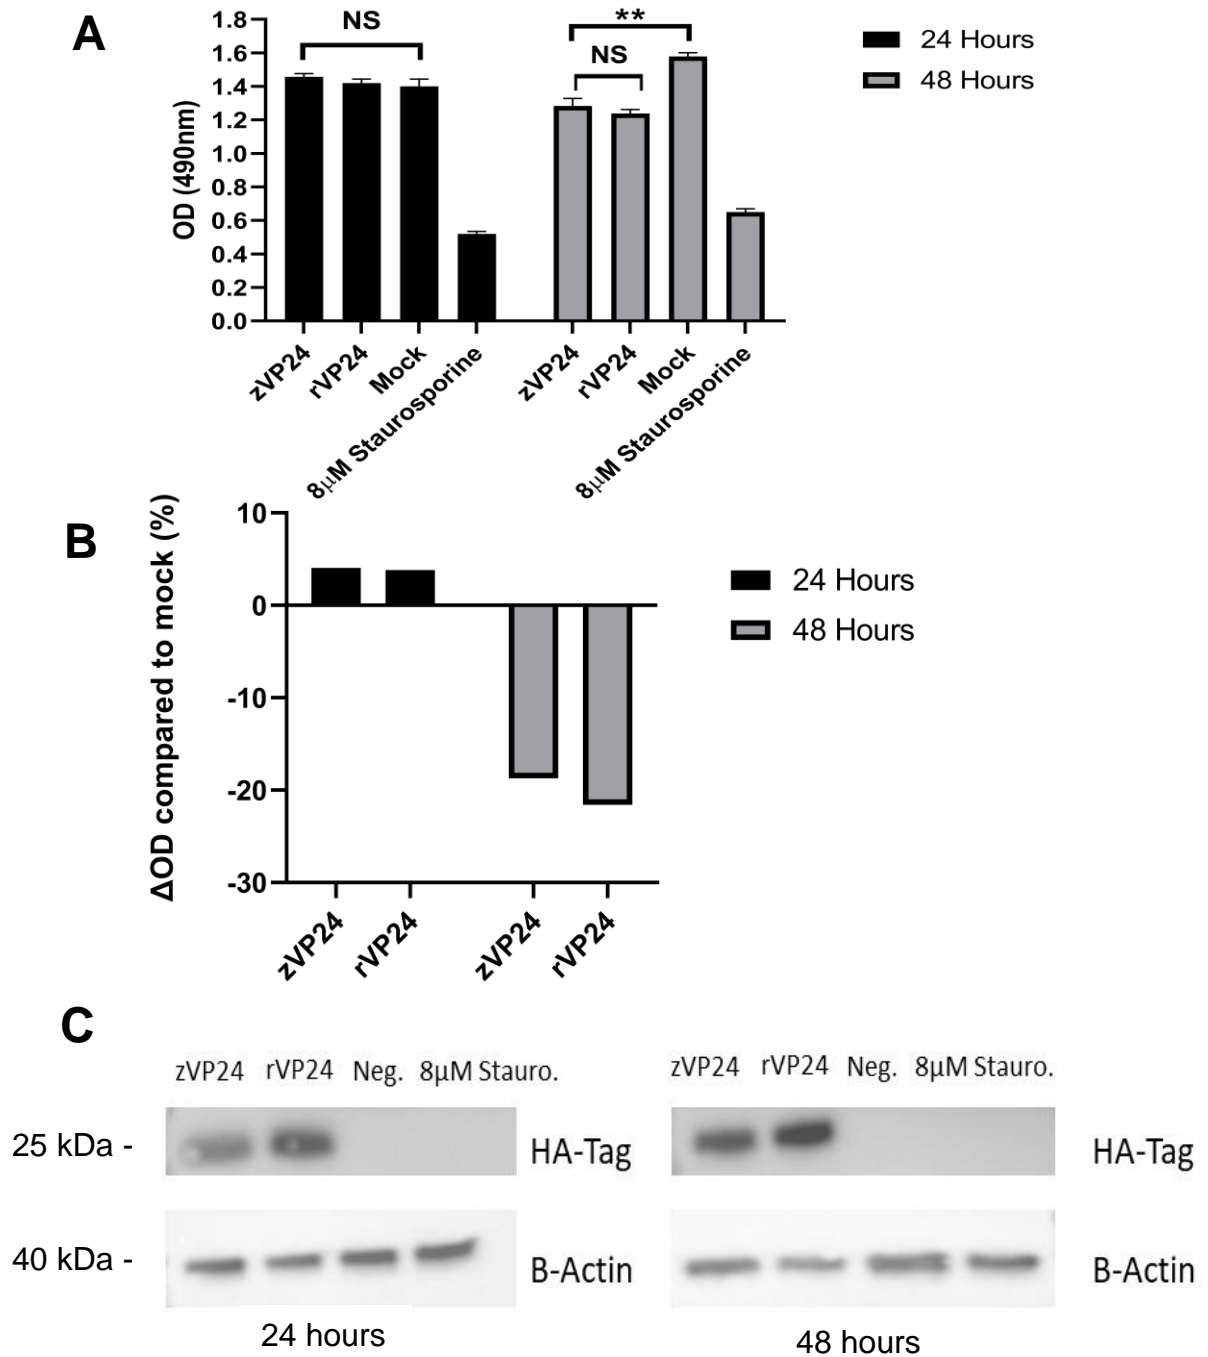 A
OD (490nm)
1.8
1.6
1.4
1.2
1.0
0.8
0.6
0.4
0.2
0.0
NS
**
NS
24 Hours
48 Hours
zVP24
rVP24
Mock
8μM Staurosporine
zVP24
rVP24
Mock
8μM Staurosporine
B
ΔOD compared to mock (%)
10
0
-10
-20
-30
24 Hours
48 Hours
zVP24
rVP24
zVP24
rVP24
C
zVP24 rVP24 Neg. 8μM Stauro.
zVP24 rVP24 Neg. 8μM Stauro.
25 kDa -
HA-Tag
HA-Tag
40 kDa -
B-Actin
B-Actin
24 hours
48 hours